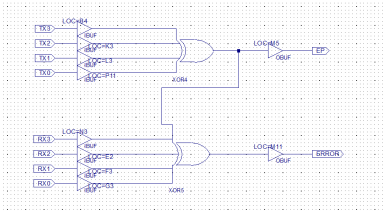 LOC=B4
TX3
IBUF
TX2
LOC=K3
IBUF
TX1
LOC=L3
IBUF
TX0
LOC=P11
IBUF
XOR4
LOC=M5
OBUF
EP
LOC=N3
RX3
IBUF
RX2
LOC=E2
IBUF
RX1
LOC=F3
IBUF
RX0
LOC=G3
XOR5
LOC=M11
OBUF
ERROR